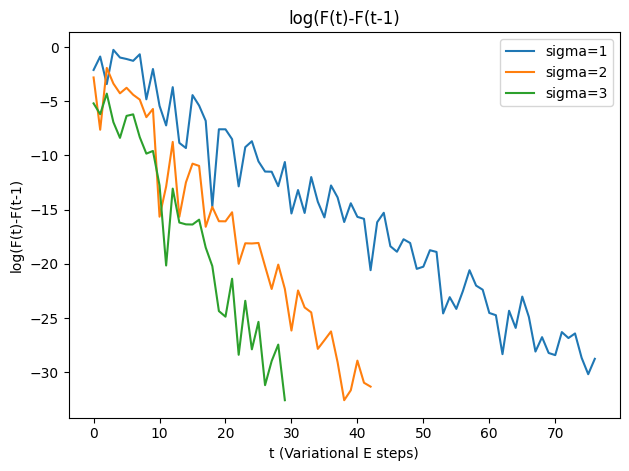 log(F(t)-F(t-1)
sigma=1
sigma=2
sigma=3
log(F(t)-F(t-1)
0
−5
−10
−15
−20
−25
−30
0 10 20 30 40 50 60 70
t (Variational E steps)